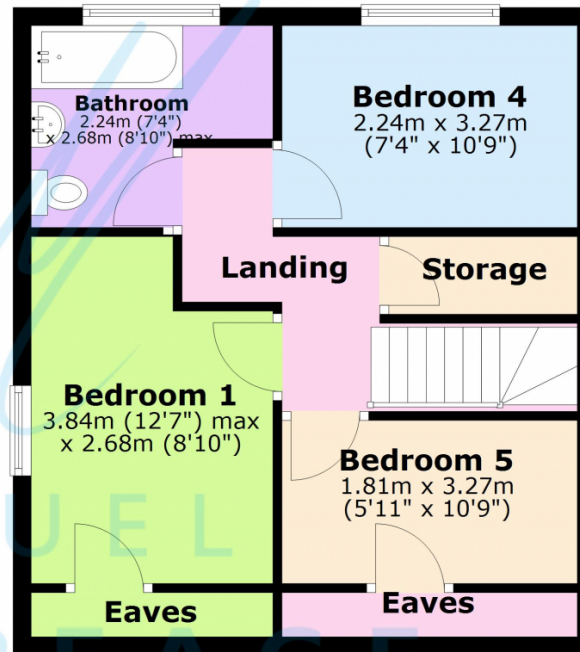 Bathroom
2.24m (7'4")
x 2.68m (8'10") max
Bedroom 4
2.24m x 3.27m
(7'4" x 10'9")
Landing
Storage
Bedroom 1
3.84m (12'7") max
x 2.68m (8'10")
Bedroom 5
1.81m x 3.27m
(5'11" x 10'9")
UEL
Eaves
Eaves